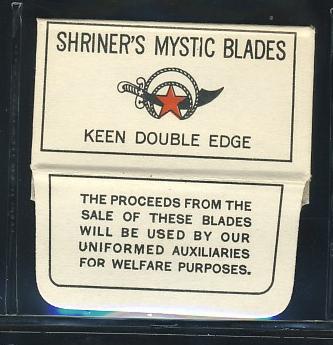 SHRINER'S MYSTIC BLADES
KEEN DOUBLE EDGE
THE PROCEEDS FROM THE
SALE OF THESE BLADES
WILL BE USED BY OUR
UNIFORMED AUXILIARIES
FOR WELFARE PURPOSES.